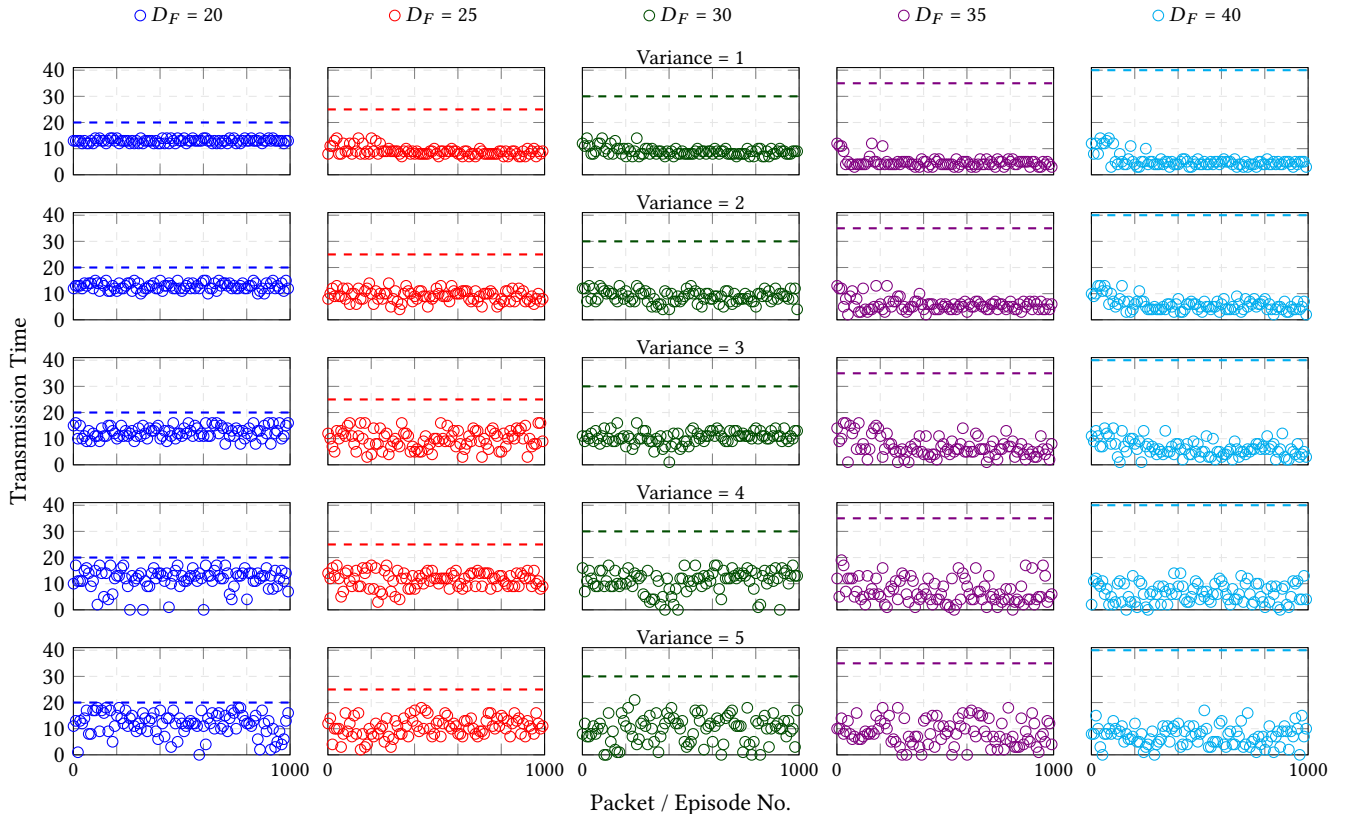 D_F = 20 D_F = 25 D_F = 30 D_F = 35 D_F = 40
Variance = 1
40
30
20
10
0
Variance = 2
40
30
20
10
0
Variance = 3
40
30
20
10
0
Variance = 4
40
30
20
10
0
Variance = 5
40
30
20
10
0
0 1000 0 1000 0 1000 0 1000 0 1000
Transmission Time
Packet / Episode No.